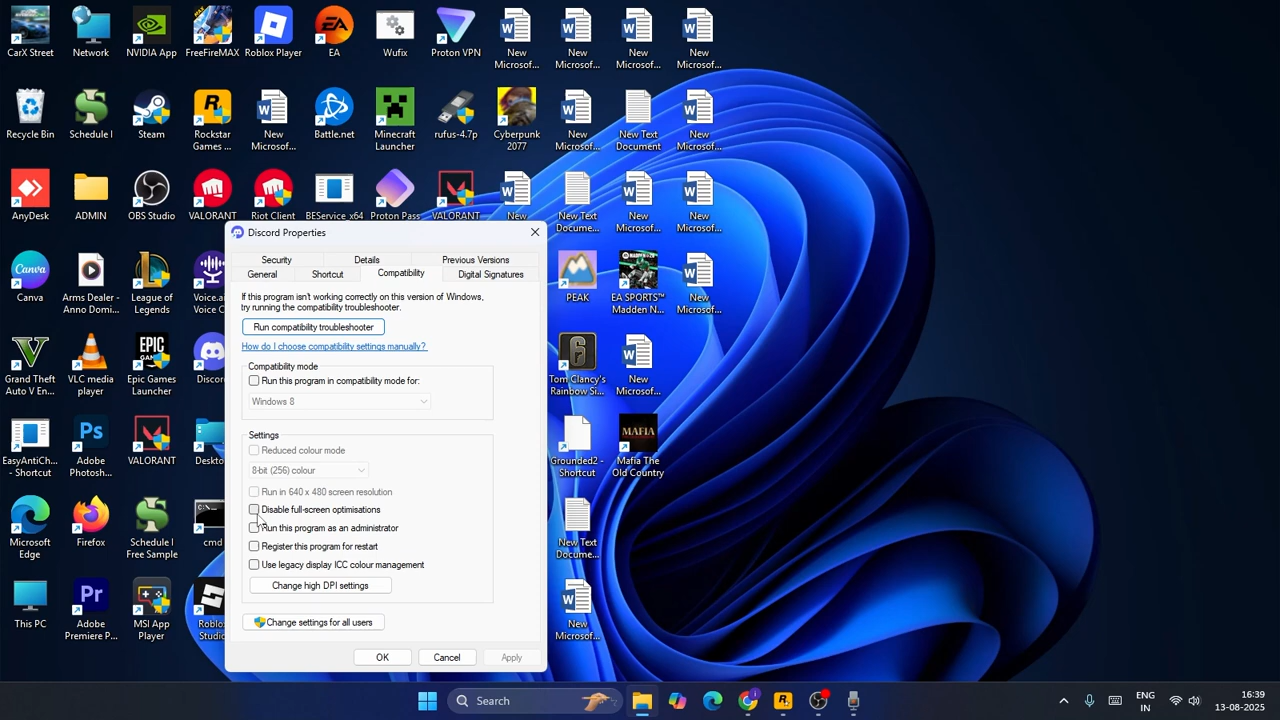 CarX Street
Network
NVIDIA App
FreeFireMAX
Roblox Player
EA
Wufix
Proton VPN
New
Microsof...
New
Microsof...
New
Microsof...
New
Microsof...
Recycle Bin
Schedule I
Steam
Rockstar
Games ...
New
Microsof...
Battle.net
Minecraft
Launcher
rufus-4.7p
Cyberpunk
2077
New
Microsof...
New Text
Document
New
Microsof...
AnyDesk
ADMIN
OBS Studio
VALORANT
Riot Client
BEService_x64
Proton Pass
VALORANT
New
New Text
Docume...
New
Microsof...
New
Microsof...
Canva
Arms Dealer -
Anno Domi...
League of
Legends
Voice.ai
Voice C
PEAK
EA SPORTS™
Madden N...
New
Microsof...
Grand Theft
Auto V En...
VLC media
player
Epic Games
Launcher
Discor
Tom Clancy's
Rainbow Si...
New
Microsof...
EasyAntiCh...
- Shortcut
Adobe
Photosh...
VALORANT
Deskto
Grounded2 -
Shortcut
Mafia The
Old Country
Microsoft
Edge
Firefox
Schedule I
Free Sample
cmd
New Text
Docume...
This PC
Adobe
Premiere P...
MSI App
Player
Roblox
Studio
New
Microsof...
Discord Properties
Security
Details
Previous Versions
General
Shortcut
Compatibility
Digital Signatures
If this program isn't working correctly on this version of Windows,
try running the compatibility troubleshooter.
Run compatibility troubleshooter
How do I choose compatibility settings manually?
Compatibility mode
Run this program in compatibility mode for:
Windows 8
Settings
Reduced colour mode
8-bit (256) colour
Run in 640 x 480 screen resolution
Disable full-screen optimisations
Run this program as an administrator
Register this program for restart
Use legacy display ICC colour management
Change high DPI settings
Change settings for all users
OK
Cancel
Apply
Search
ENG
IN
16:39
13-08-2025